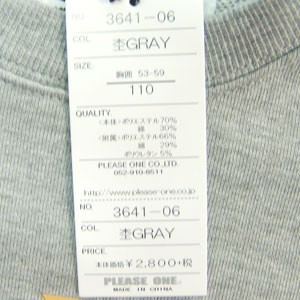 NO. 3641-06
COL. 杢GRAY
SIZE. 胸囲 53-59
110
QUALITY
<本体>ポリエステル70%
綿 30%
<附属>ポリエステル66%
綿 29%
ポリウレタン 5%
PLEASE ONE CO.,LTD.
052-910-8511
http://www.please-one.co.jp
NO. 3641-06
COL. 杢GRAY
PRICE.
本体価格 ¥2,800+税
PLEASE ONE.
MADE IN CHINA